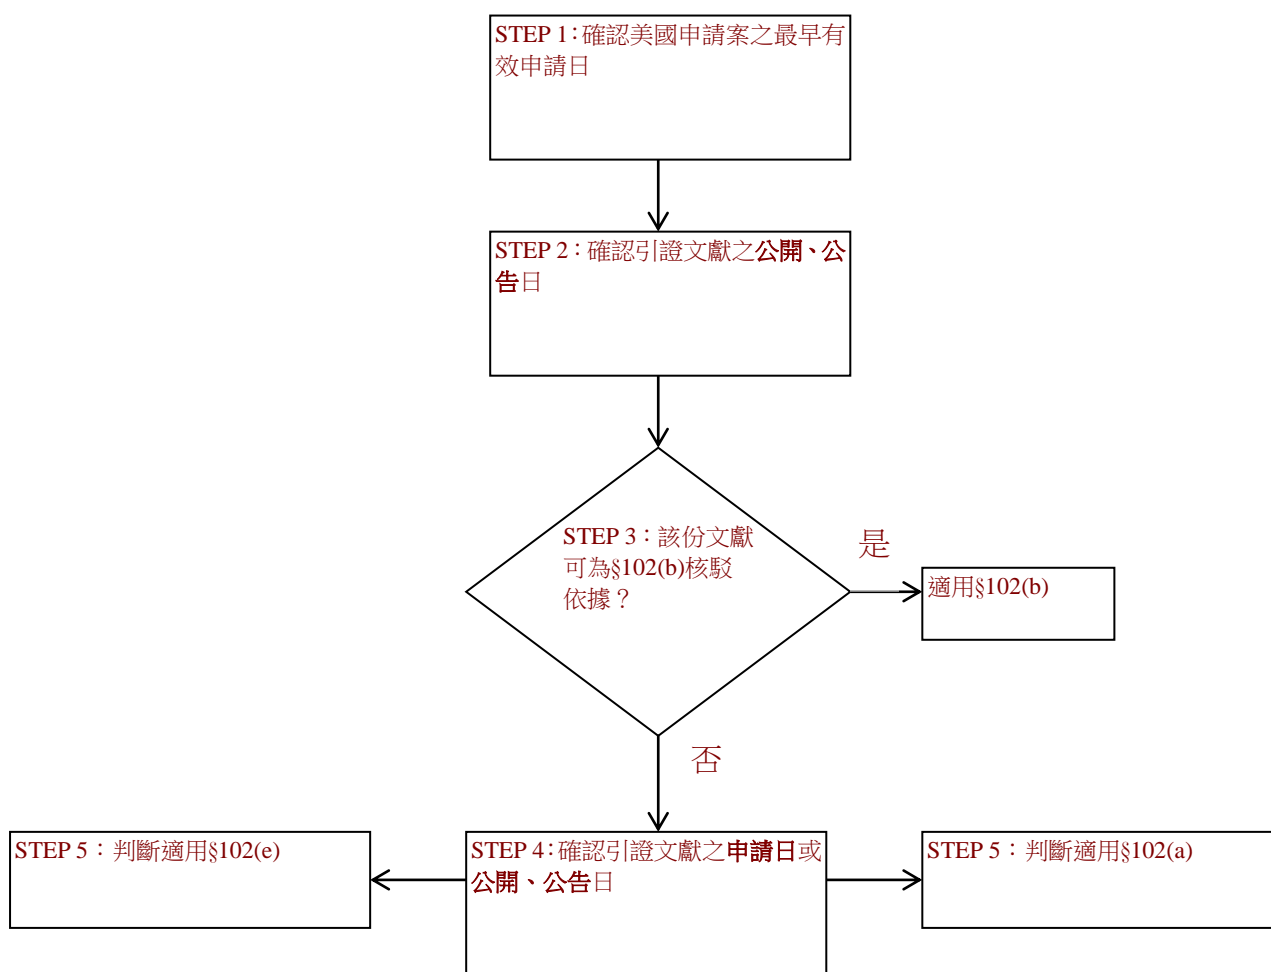 STEP 1：確認美國申請案之最早有
效申請日
STEP 2：確認引證文獻之公開、公
告日
STEP 3：該份文獻
可為§102(b)核駁
依據？
是
適用§102(b)
否
STEP 5：判斷適用§102(e)
STEP 4：確認引證文獻之申請日或
公開、公告日
STEP 5：判斷適用§102(a)